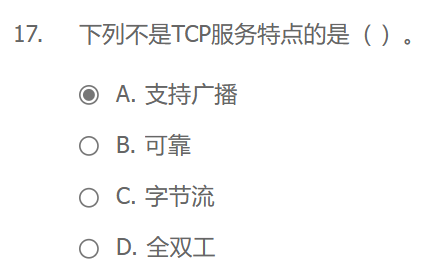 17. 下列不是TCP服务特点的是（ ）。
A. 支持广播
B. 可靠
C. 字节流
D. 全双工